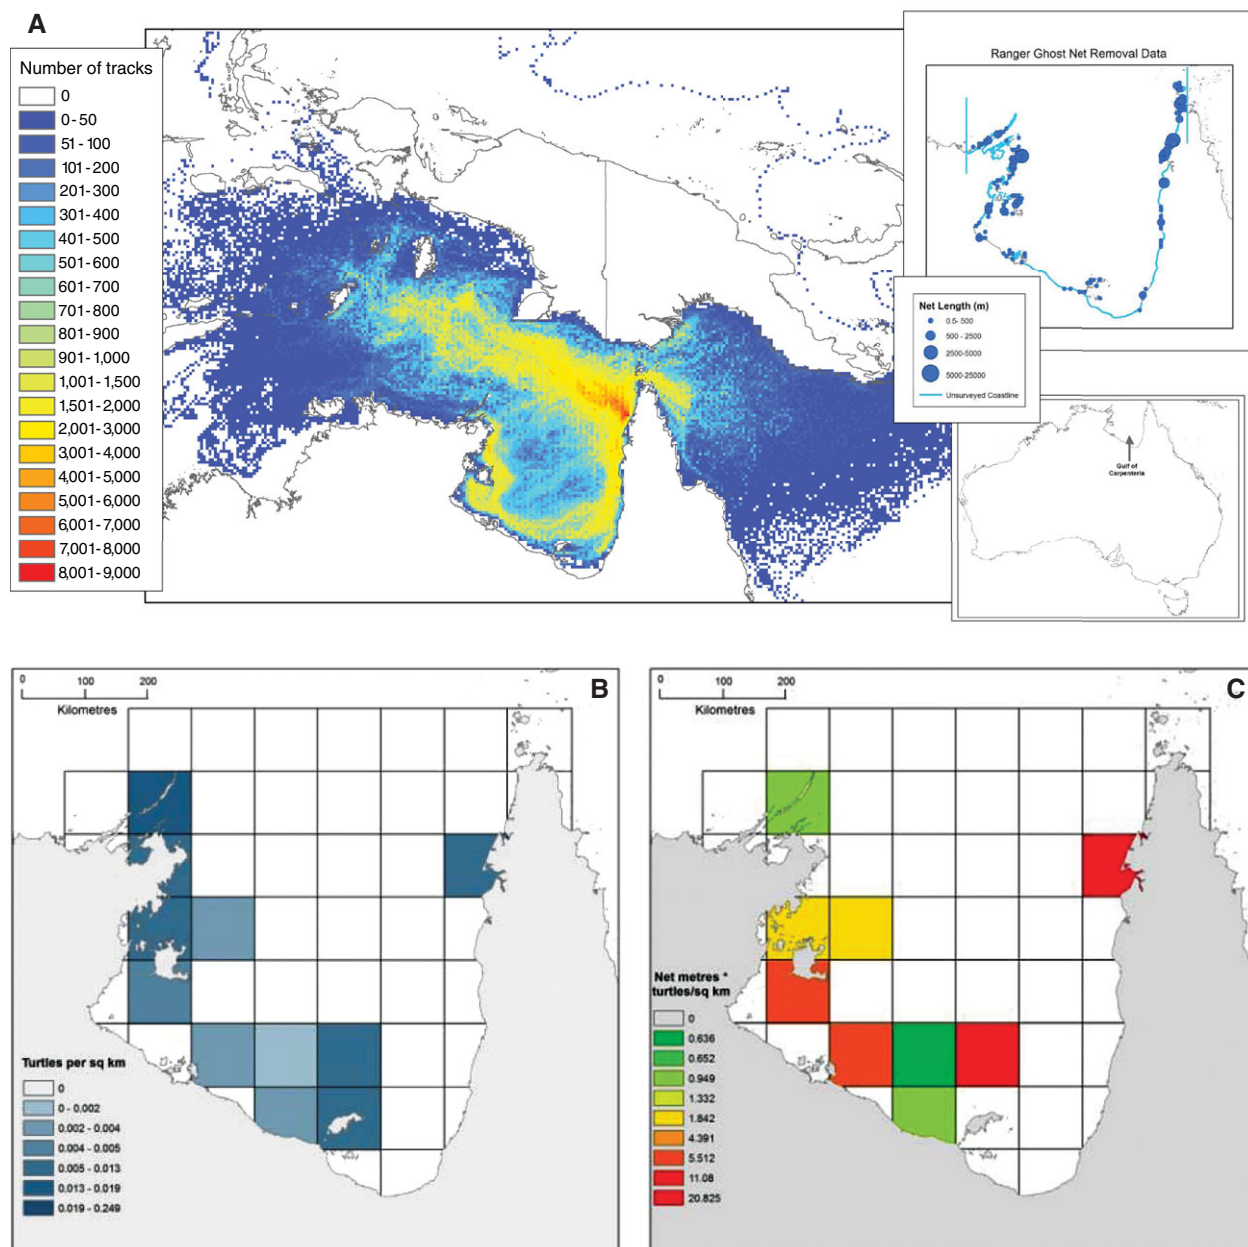 A
Number of tracks
0
0-50
51-100
101-200
201-300
301-400
401-500
501-600
601-700
701-800
801-900
901-1,000
1,001-1,500
1,501-2,000
2,001-3,000
3,001-4,000
4,001-5,000
5,001-6,000
6,001-7,000
7,001-8,000
8,001-9,000
Ranger Ghost Net Removal Data
Net Length (m)
0.5- 500
500 - 2500
2500-5000
5000-25000
Unsurveyed Coastline
Gulf of
Carpenteria
B
0 100 200
Kilometres
Turtles per sq km
0
0 - 0.002
0.002 - 0.004
0.004 - 0.005
0.005 - 0.013
0.013 - 0.019
0.019 - 0.249
C
0 100 200
Kilometres
Net metres *
turtles/sq km
0
0.636
0.652
0.949
1.332
1.842
4.391
5.512
11.08
20.825